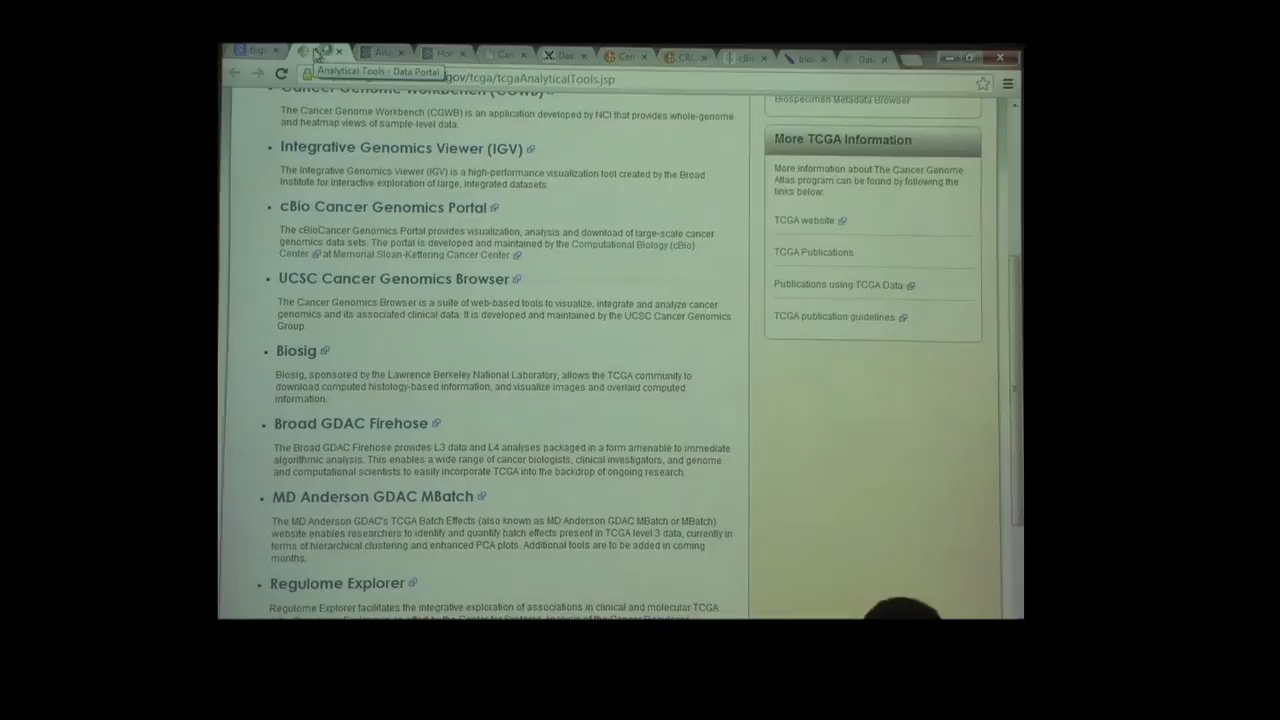 Analytical Tools - Data Portal
gov/tcga/tcgaAnalyticalTools.jsp
Cancer Genome Workbench (CGWB)
The Cancer Genome Workbench (CGWB) is an application developed by NCI that provides whole-genome
and heatmap views of sample-level data.
Integrative Genomics Viewer (IGV)
The Integrative Genomics Viewer (IGV) is a high-performance visualization tool created by the Broad
Institute for interactive exploration of large, integrated datasets.
cBio Cancer Genomics Portal
The cBioCancer Genomics Portal provides visualization, analysis and download of large-scale cancer
genomics data sets. The portal is developed and maintained by the Computational Biology (cBio)
Center at Memorial Sloan-Kettering Cancer Center
UCSC Cancer Genomics Browser
The Cancer Genomics Browser is a suite of web-based tools to visualize, integrate and analyze cancer
genomics and its associated clinical data. It is developed and maintained by the UCSC Cancer Genomics
Group.
Biosig
Biosig, sponsored by the Lawrence Berkeley National Laboratory, allows the TCGA community to
download computed histology-based information, and visualize images and overlaid computed
information.
Broad GDAC Firehose
The Broad GDAC Firehose provides L3 data and L4 analyses packaged in a form amenable to immediate
algorithmic analysis. This enables a wide range of cancer biologists, clinical investigators, and genome
and computational scientists to easily incorporate TCGA into the backdrop of ongoing research.
MD Anderson GDAC MBatch
The MD Anderson GDAC's TCGA Batch Effects (also known as MD Anderson GDAC MBatch or MBatch)
website enables researchers to identify and quantify batch effects present in TCGA level 3 data, currently in
terms of hierarchical clustering and enhanced PCA plots. Additional tools are to be added in coming
months.
Regulome Explorer
Regulome Explorer facilitates the integrative exploration of associations in clinical and molecular TCGA
Biospecimen Metadata Browser
More TCGA Information
More information about The Cancer Genome
Atlas program can be found by following the
links below:
TCGA website
TCGA Publications
Publications using TCGA Data
TCGA publication guidelines